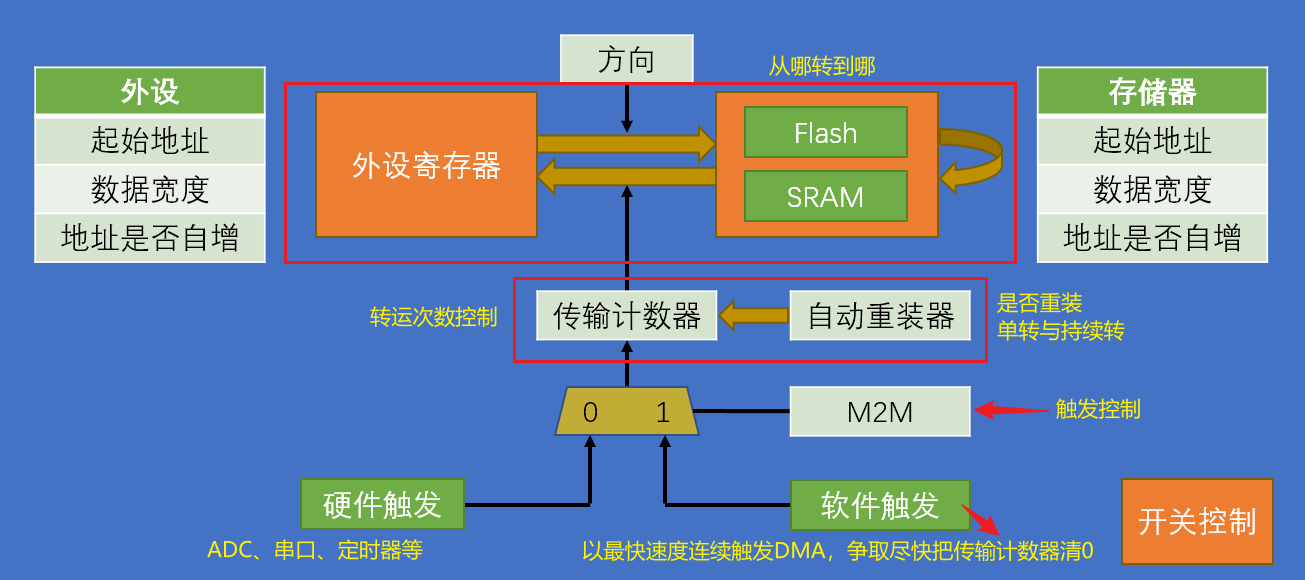 方向
从哪转到哪
外设
起始地址
数据宽度
地址是否自增
外设寄存器
Flash
SRAM
存储器
起始地址
数据宽度
地址是否自增
转运次数控制
传输计数器
自动重装器
是否重装
单转与持续转
0 1
M2M
触发控制
硬件触发
ADC、串口、定时器等
软件触发
以最快速度连续触发DMA，争取尽快把传输计数器清0
开关控制